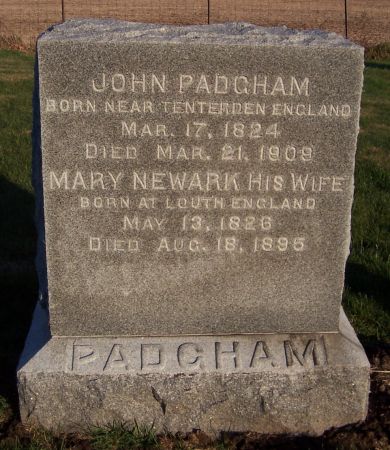 JOHN PADGHAM
BORN NEAR TENTERDEN ENGLAND
MAR. 17, 1824
DIED MAR. 21, 1909
MARY NEWARK HIS WIFE
BORN AT LOUTH ENGLAND
MAY 13, 1826
DIED AUG. 18, 1895
PADGHAM